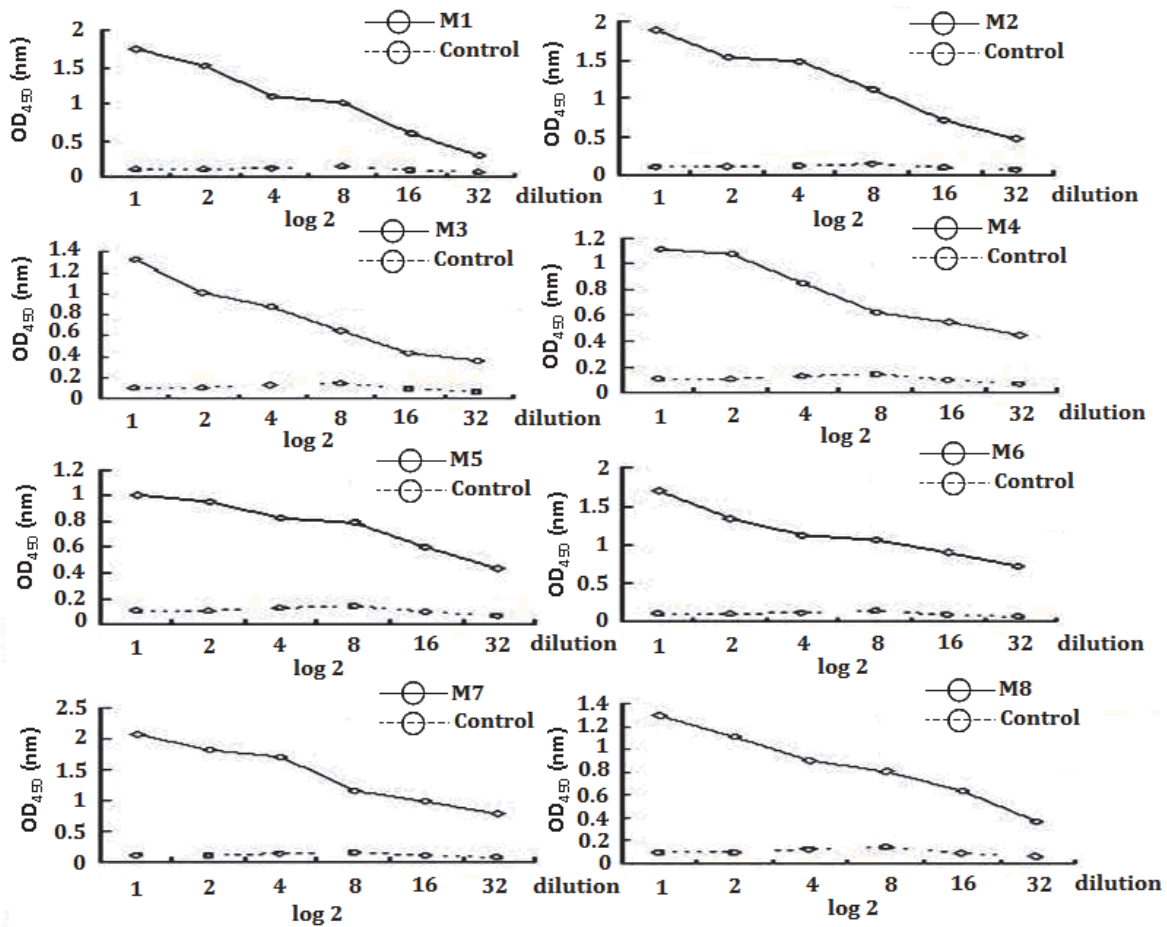 M1
Control
OD450 (nm)
2
1.5
1
0.5
0
1 2 4 8 16 32 dilution
log 2
M2
Control
OD450 (nm)
2
1.5
1
0.5
0
1 2 4 8 16 32 dilution
log 2
M3
Control
OD450 (nm)
1.4
1.2
1
0.8
0.6
0.4
0.2
0
1 2 4 8 16 32
log 2
M4
Control
OD450 (nm)
1.2
1
0.8
0.6
0.4
0.2
0
1 2 4 8 16 32 dilution
log 2
M5
Control
OD450 (nm)
1.2
1
0.8
0.6
0.4
0.2
0
1 2 4 8 16 32 dilution
log 2
M6
Control
OD450 (nm)
2
1.5
1
0.5
0
1 2 4 8 16 32 dilution
log 2
M7
Control
OD450 (nm)
2.5
2
1.5
1
0.5
0
1 2 4 8 16 32 dilution
log 2
M8
Control
OD450 (nm)
1.4
1.2
1
0.8
0.6
0.4
0.2
0
1 2 4 8 16 32 dilution
log 2